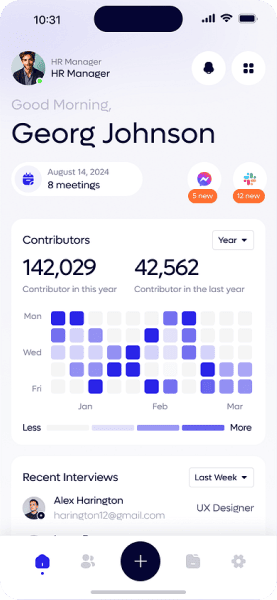 10:31
HR Manager
HR Manager
Good Morning,
Georg Johnson
August 14, 2024
8 meetings
5 new
12 new
Contributors
Year
142,029
42,562
Contributor in this year
Contributor in the last year
Mon
Wed
Fri
Jan Feb Mar
Less More
Recent Interviews
Last Week
Alex Harington
harington12@gmail.com
UX Designer